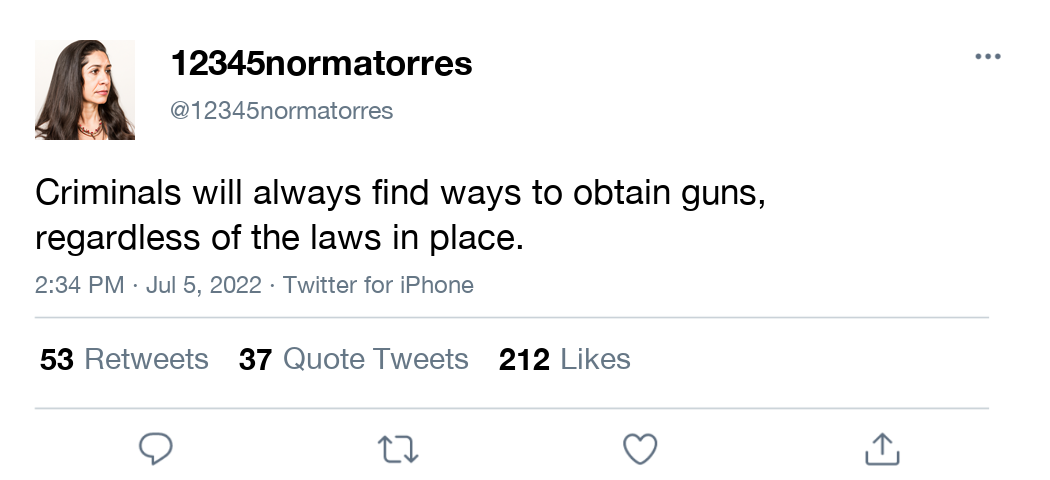 12345normatorres
@12345normatorres
Criminals will always find ways to obtain guns,
regardless of the laws in place.
2:34 PM · Jul 5, 2022 · Twitter for iPhone
53 Retweets 37 Quote Tweets 212 Likes